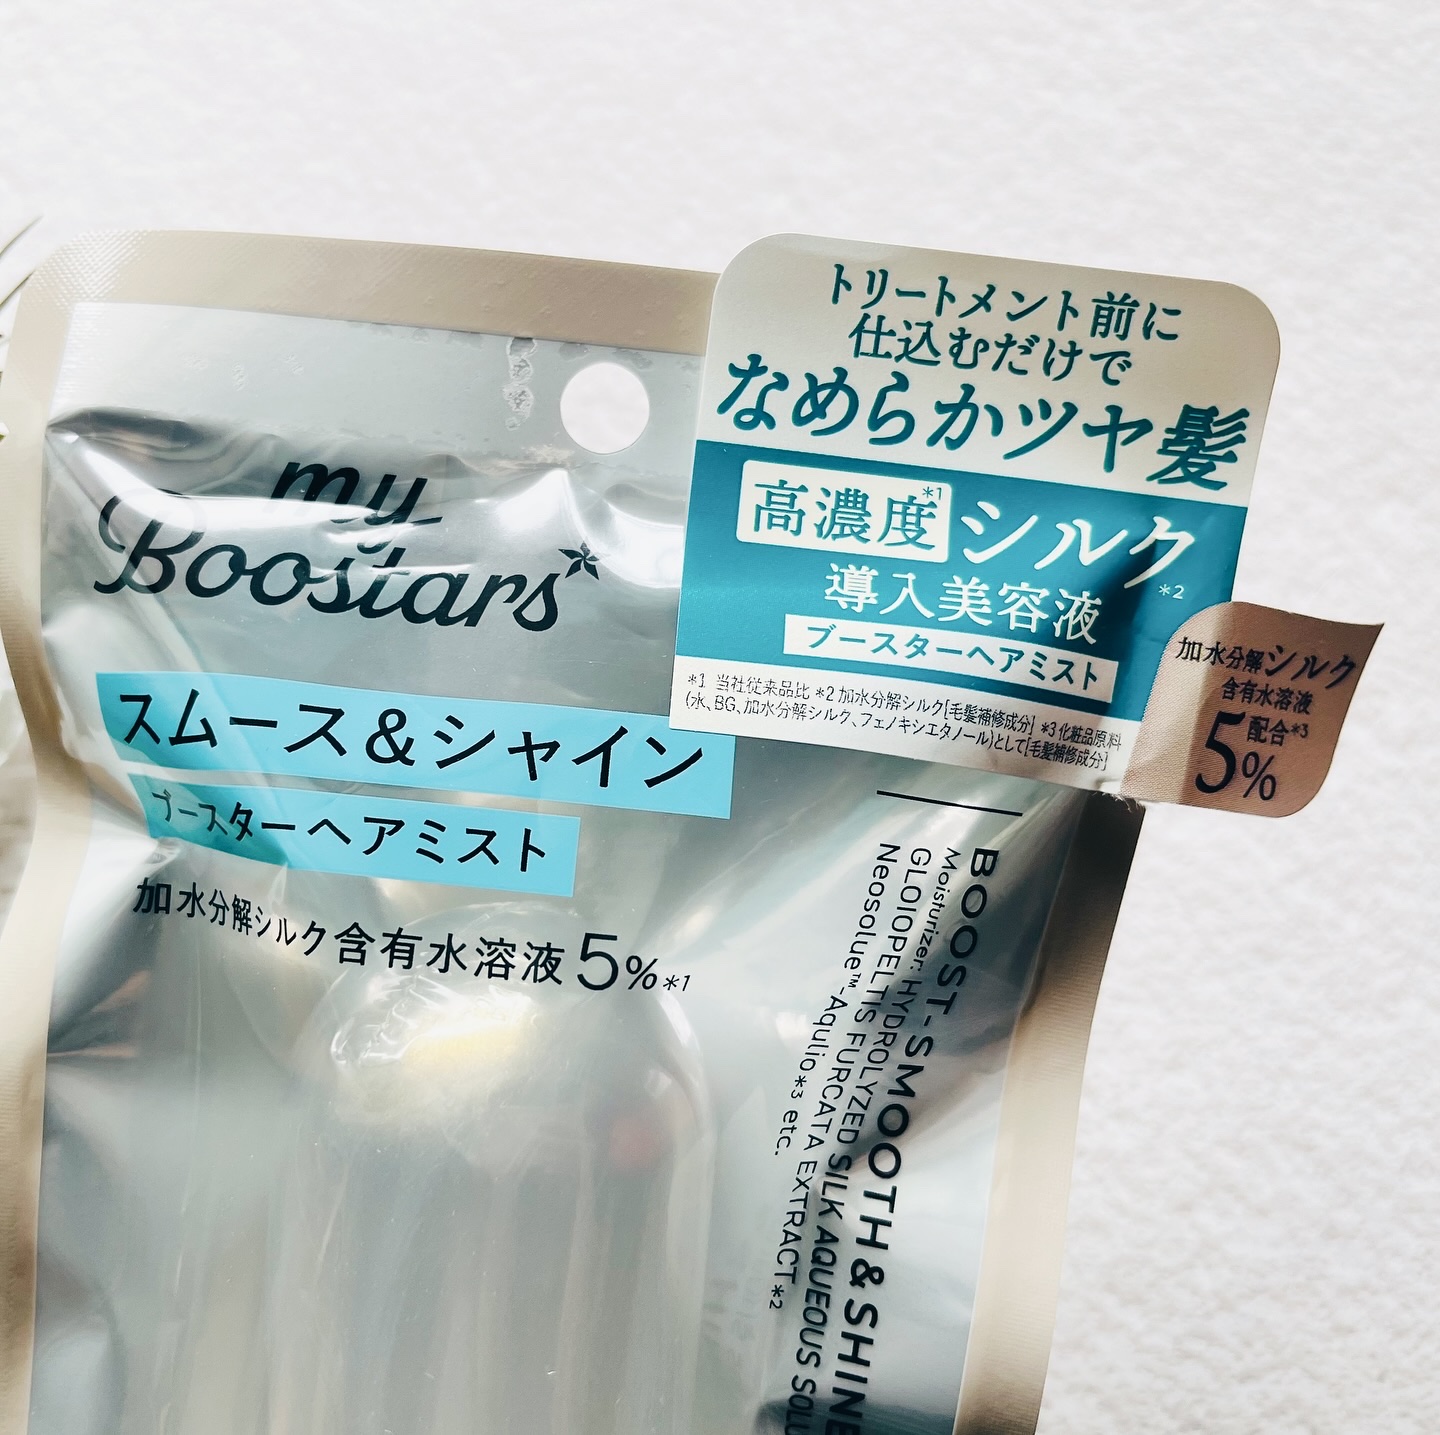 my
Boostars*
スムース&シャイン
ブースターヘアミスト
加水分解シルク含有水溶液5%*1
トリートメント前に
仕込むだけで
なめらかツヤ髪
高濃度*1シルク*2
導入美容液
ブースターヘアミスト
*1 当社従来品比 *2 加水分解シルク[毛髪補修成分] *3 化粧品原料
(水、BG、加水分解シルク、フェノキシエタノール)として[毛髪補修成分]
加水分解シルク
含有水溶液
5%配合*3
BOOST-SMOOTH&SHINE
Moisturizer: HYDROLYZED SILK AQUEOUS
GLOIOPELTIS FURCATA EXTRACT*2
Neosolue™-Aqulio*3 etc.